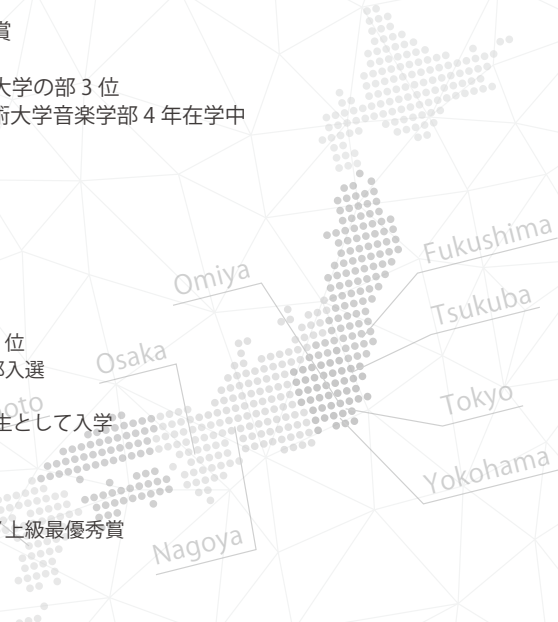 賞
大学の部 3 位
術大学音楽学部 4 年在学中
Fukushima
Omiya
Tsukuba
位
Osaka
部入選
Tokyo
oto
生として入学
Yokohama
上級最優秀賞
Nagoya